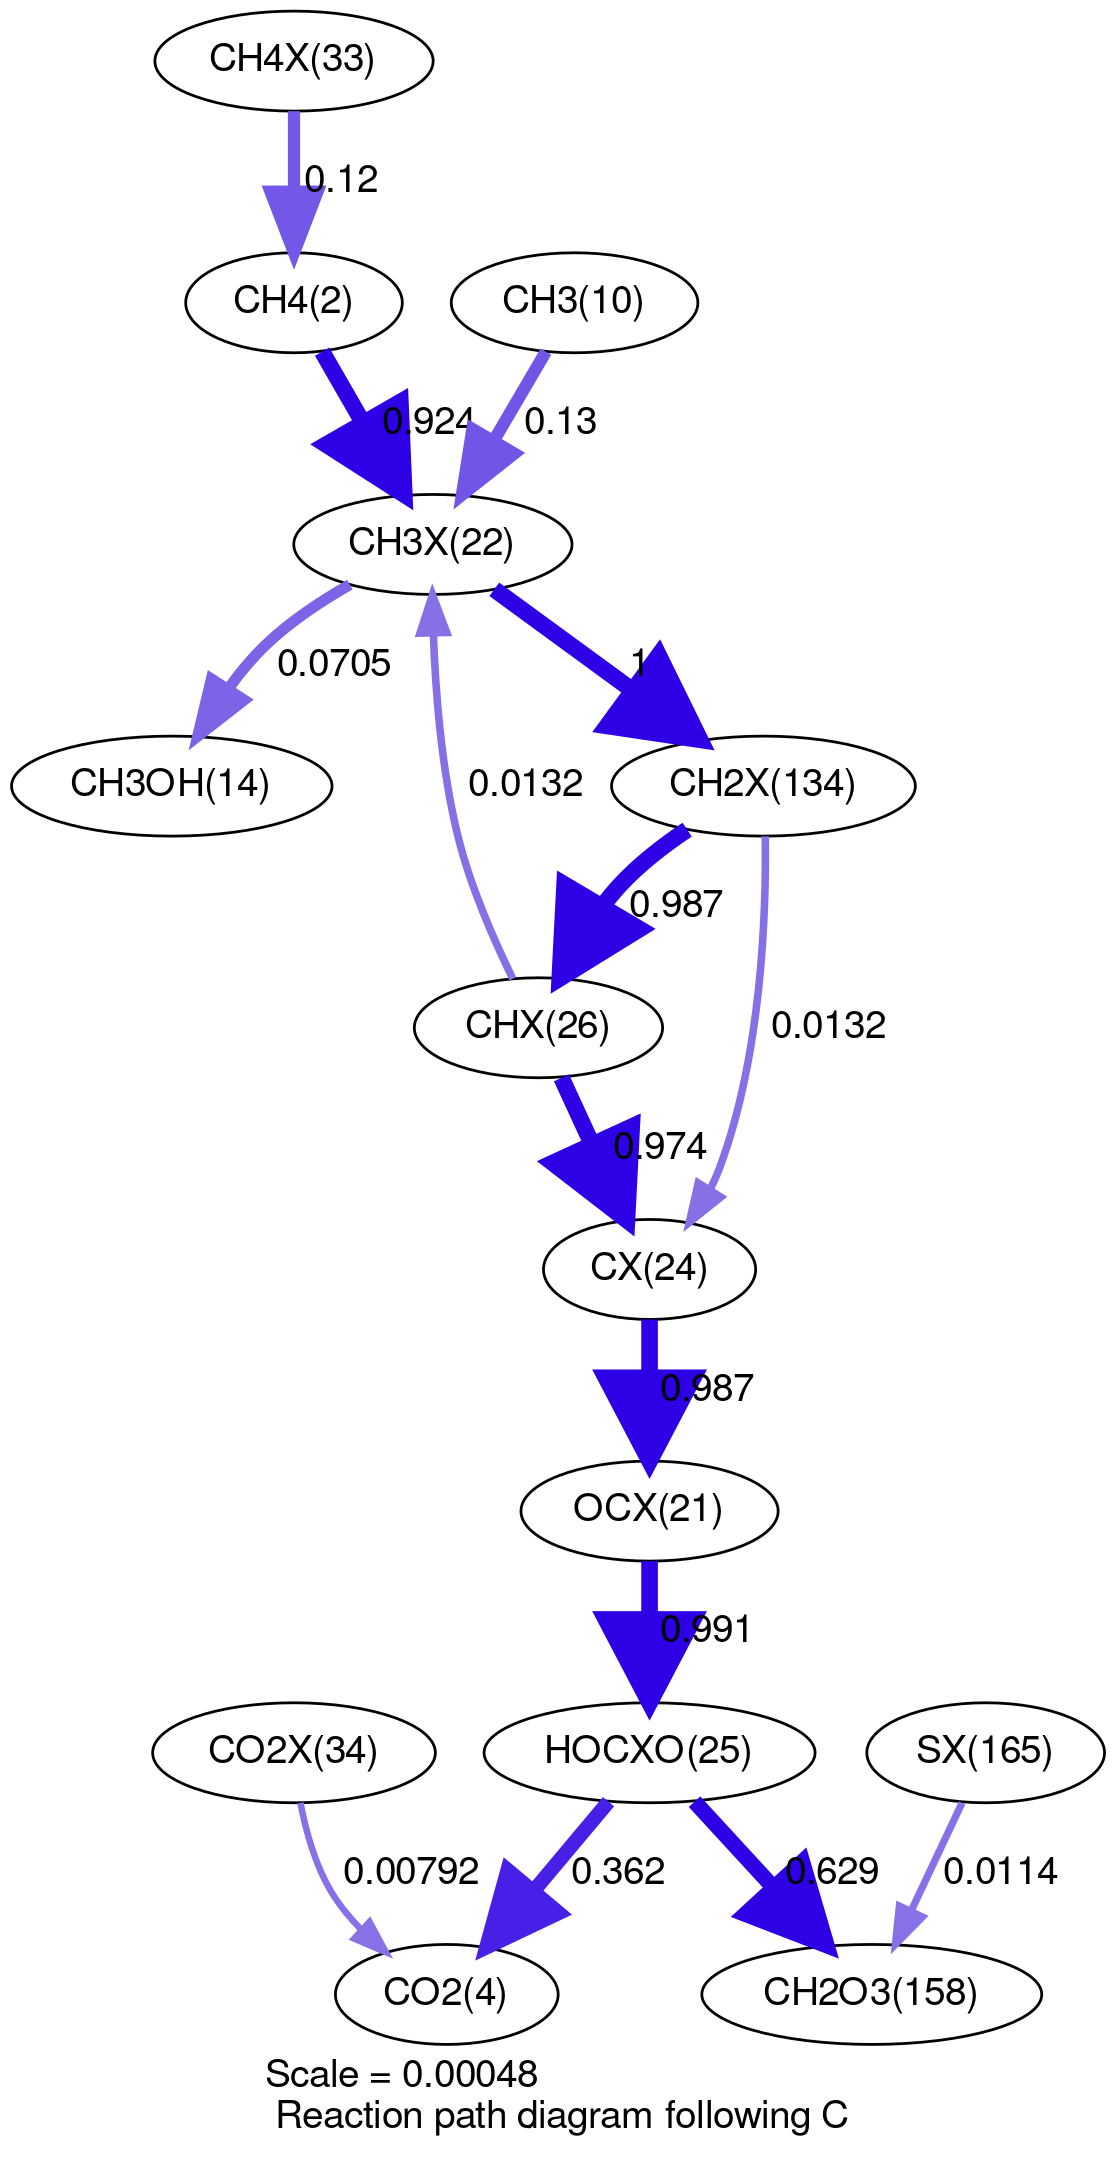 CH4X(33)
0.12
CH4(2)
CH3(10)
0.924
0.13
CH3X(22)
0.0705
1
CH3OH(14)
0.0132
CH2X(134)
0.987
CHX(26)
0.0132
0.974
CX(24)
0.987
OCX(21)
0.991
CO2X(34)
HOCXO(25)
SX(165)
0.00792
0.362
0.629
0.0114
CO2(4)
CH2O3(158)
Scale = 0.00048
Reaction path diagram following C